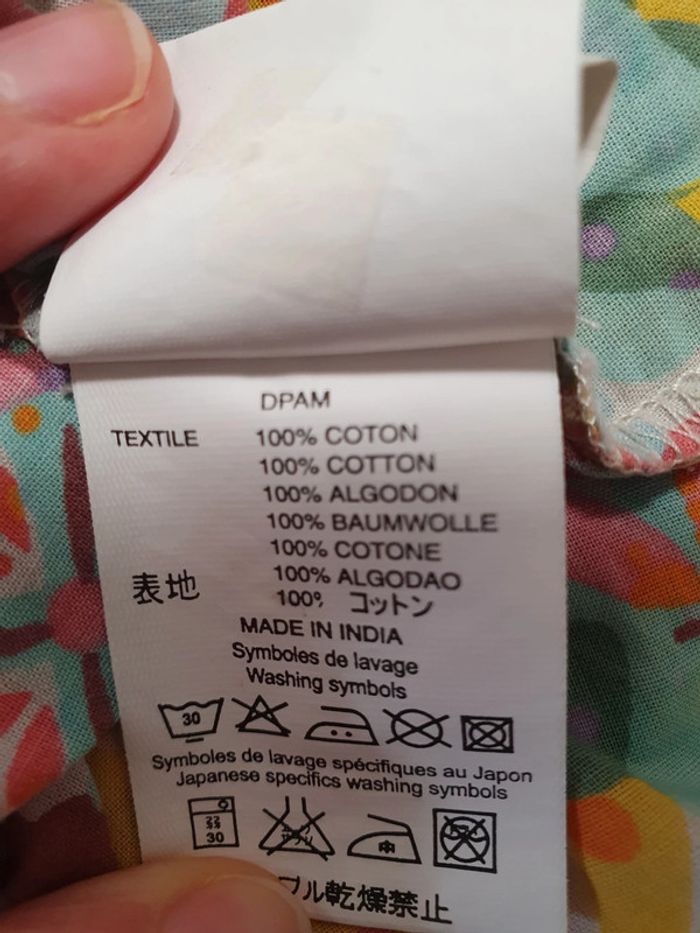 DPAM
TEXTILE 100% COTON
100% COTTON
100% ALGODON
100% BAUMWOLLE
100% COTONE
100% ALGODAO
表地 100% コットン
MADE IN INDIA
Symboles de lavage
Washing symbols
30
Symboles de lavage spécifiques au Japon
Japanese specifics washing symbols
30 中
ブル乾燥禁止